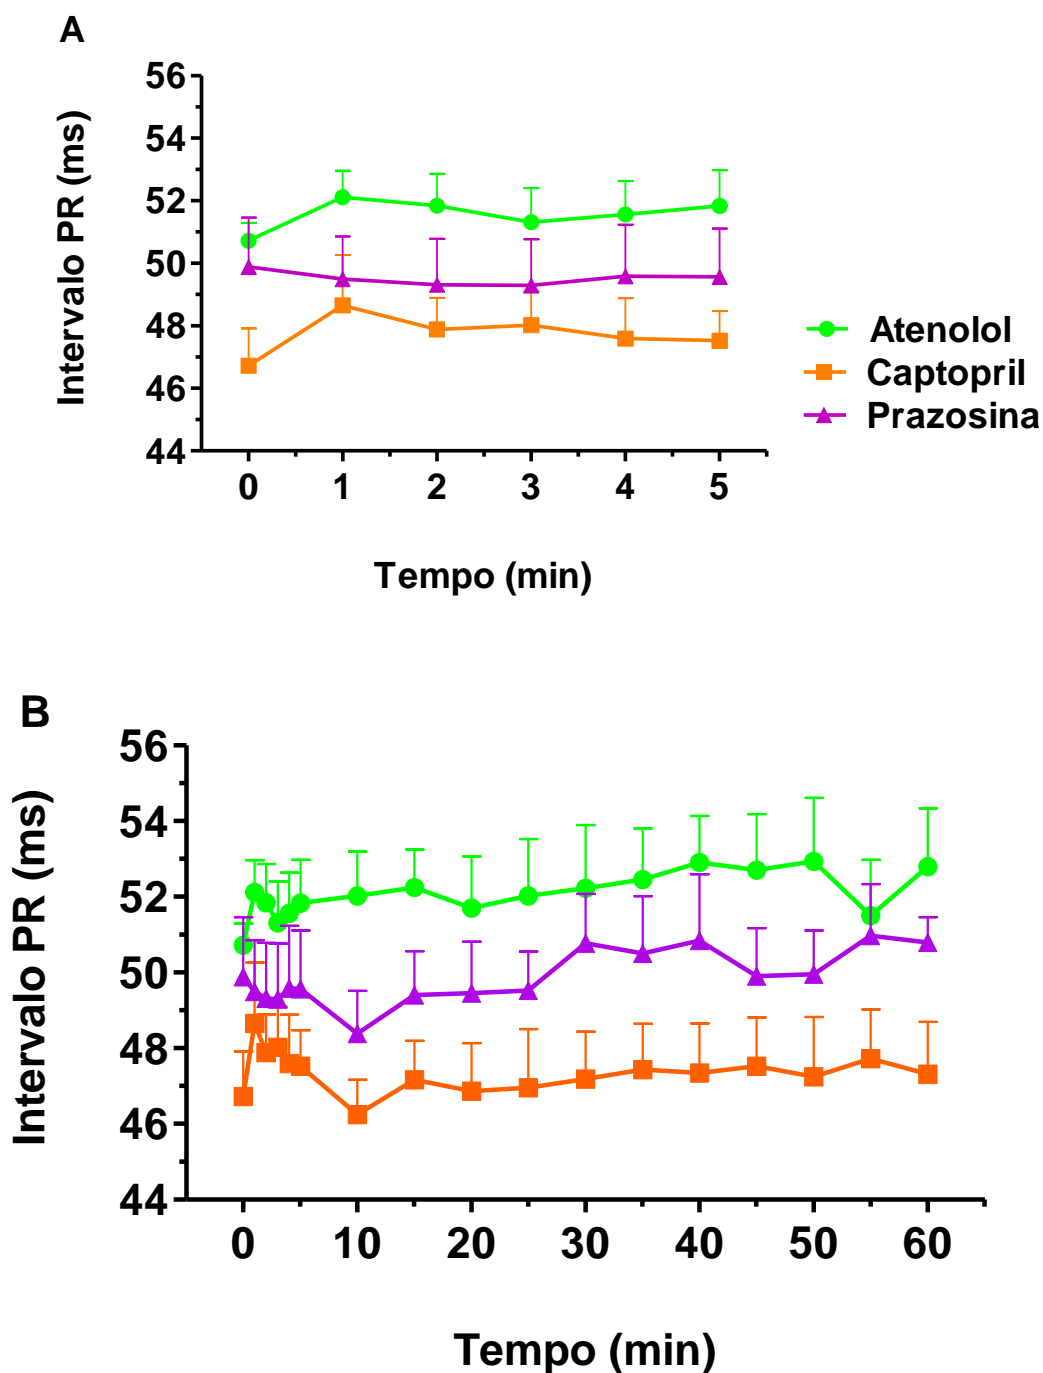 A
Intervalo PR (ms)
56
54
52
50
48
46
44
0 1 2 3 4 5
Tempo (min)
Atenolol
Captopril
Prazosina
B
Intervalo PR (ms)
56
54
52
50
48
46
44
0 10 20 30 40 50 60
Tempo (min)